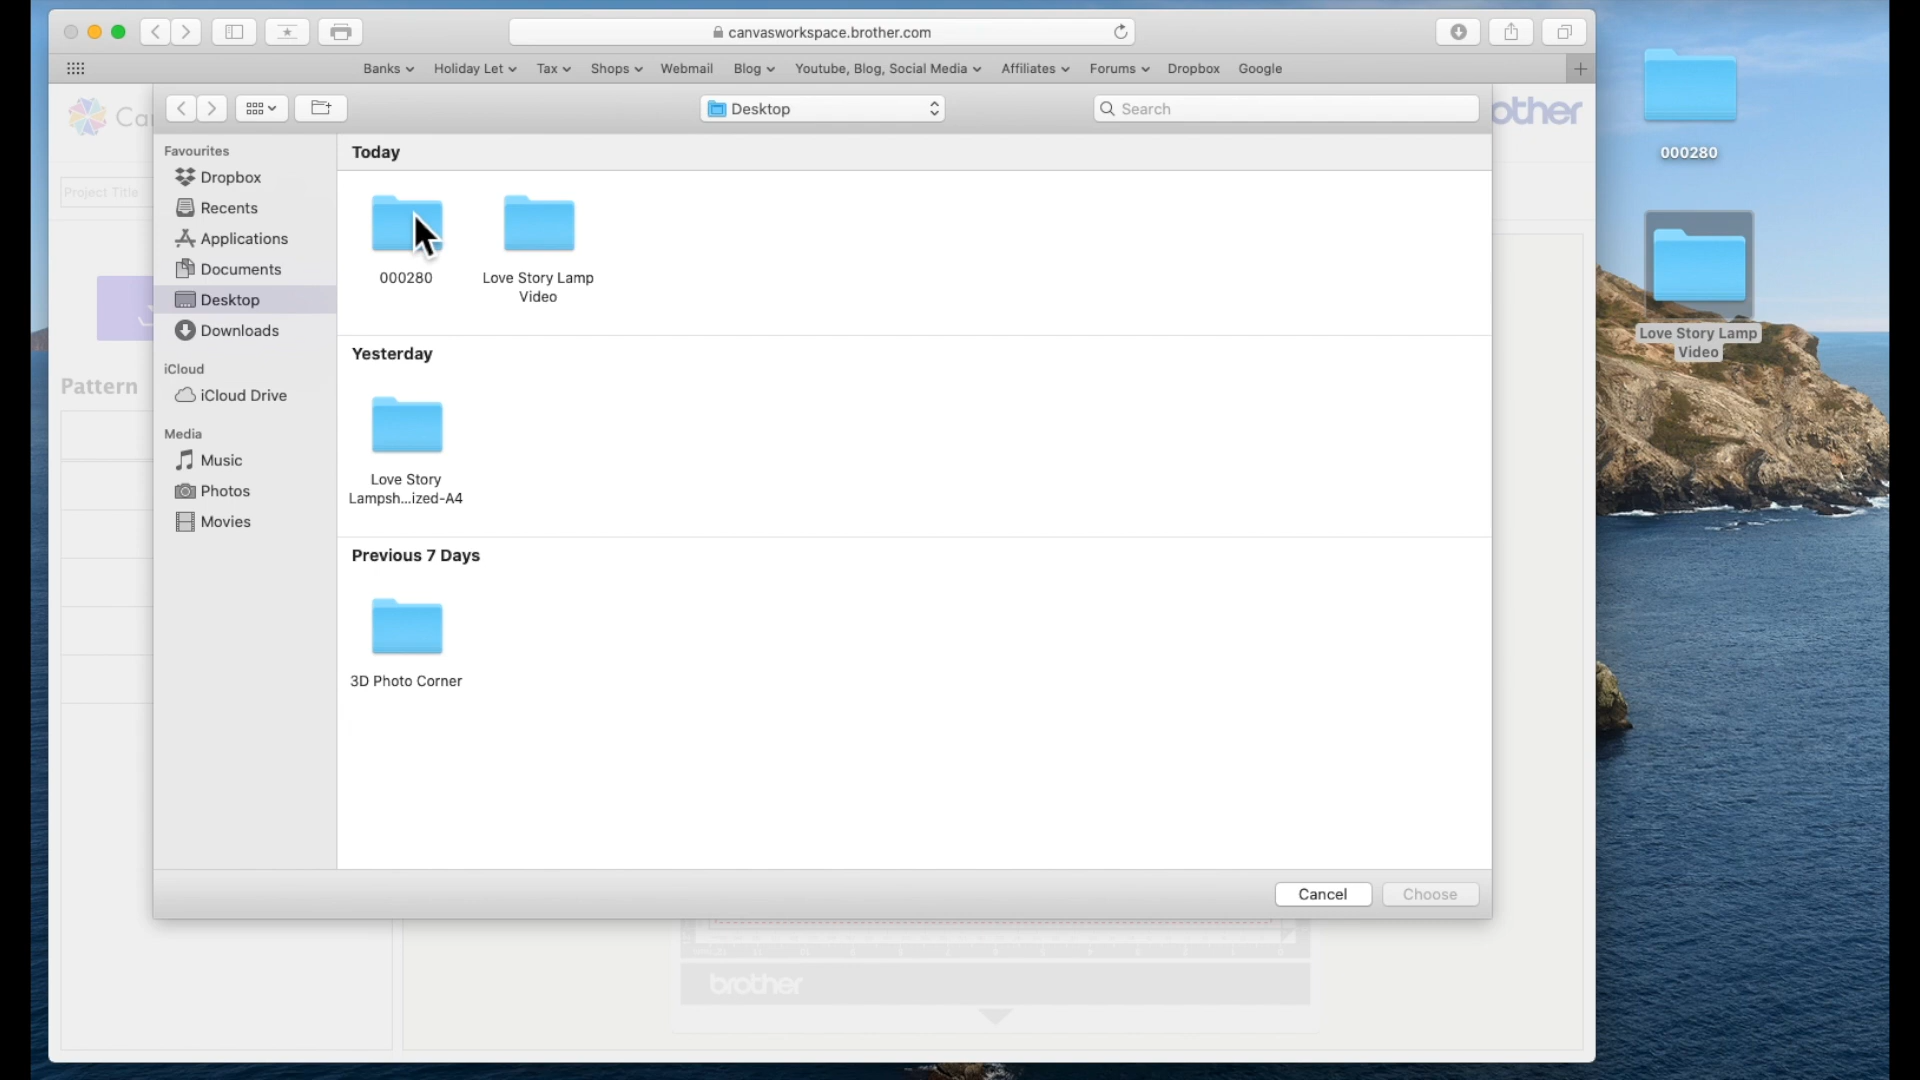 canvasworkspace.brother.com
Banks Holiday Let Tax Shops Webmail Blog Youtube, Blog, Social Media Affiliates Forums Dropbox Google
Desktop
Search
other
000280
Project Title
Favourites
Dropbox
Recents
Applications
Documents
Desktop
Downloads
iCloud
iCloud Drive
Media
Music
Photos
Movies
Pattern
Today
000280
Love Story Lamp
Video
Yesterday
Love Story
Lampsh...ized-A4
Previous 7 Days
3D Photo Corner
Love Story Lamp
Video
Cancel Choose
brother